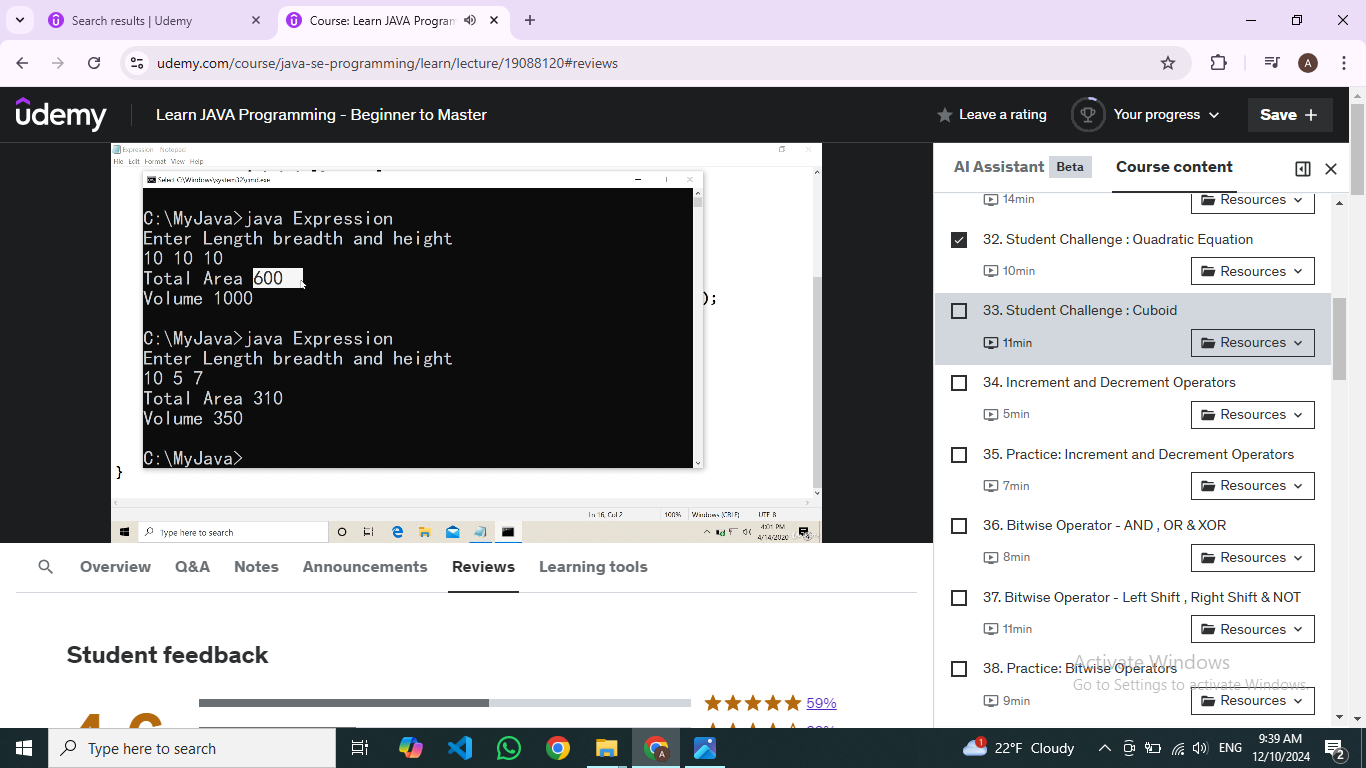 Search results | Udemy
Course: Learn JAVA Program
udemy.com/course/java-se-programming/learn/lecture/19088120#reviews
A
udemy
Learn JAVA Programming - Beginner to Master
Leave a rating
Your progress
Save +
Expression - Notepad
File Edit Format View Help
Select C:\Windows\system32\cmd.exe
C:\MyJava>java Expression
Enter Length breadth and height
10 10 10
Total Area 600
Volume 1000
);
C:\MyJava>java Expression
Enter Length breadth and height
10 5 7
Total Area 310
Volume 350
C:\MyJava>
}
Ln 16, Col 2
100%
Windows (CRLF)
UTF-8
Type here to search
4:01 PM
4/14/2020
AI Assistant Beta
Course content
14min
Resources
32. Student Challenge : Quadratic Equation
10min
Resources
33. Student Challenge : Cuboid
11min
Resources
34. Increment and Decrement Operators
5min
Resources
35. Practice: Increment and Decrement Operators
7min
Resources
36. Bitwise Operator - AND , OR & XOR
8min
Resources
37. Bitwise Operator - Left Shift , Right Shift & NOT
11min
Resources
38. Practice: Bitwise Operators
9min
Resources
Activate Windows
Go to Settings to activate Windows.
Overview Q&A Notes Announcements Reviews Learning tools
Student feedback
59%
Type here to search
22°F Cloudy
ENG
9:39 AM
12/10/2024
2